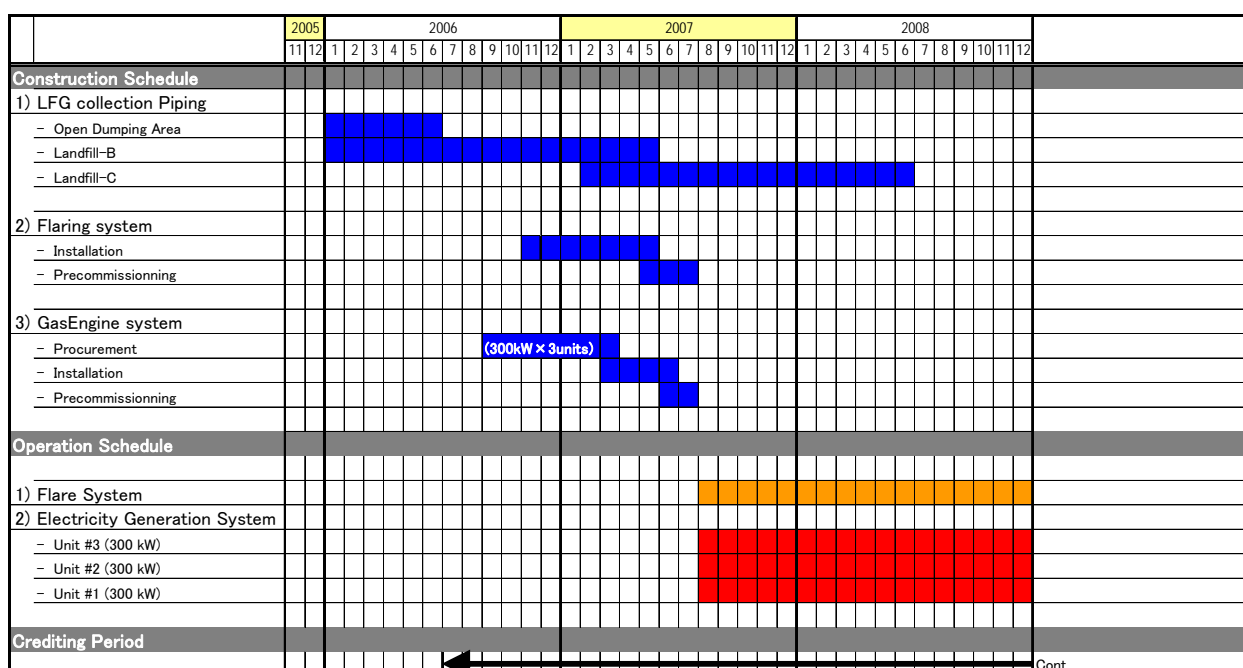 2005 2006 2007 2008
11 12 1 2 3 4 5 6 7 8 9 10 11 12 1 2 3 4 5 6 7 8 9 10 11 12 1 2 3 4 5 6 7 8 9 10 11 12
Construction Schedule
1) LFG collection Piping
- Open Dumping Area
- Landfill-B
- Landfill-C
2) Flaring system
- Installation
- Precommissionning
3) GasEngine system
- Procurement (300kW×3units)
- Installation
- Precommissionning
Operation Schedule
1) Flare System
2) Electricity Generation System
- Unit #3 (300 kW)
- Unit #2 (300 kW)
- Unit #1 (300 kW)
Crediting Period
Cont